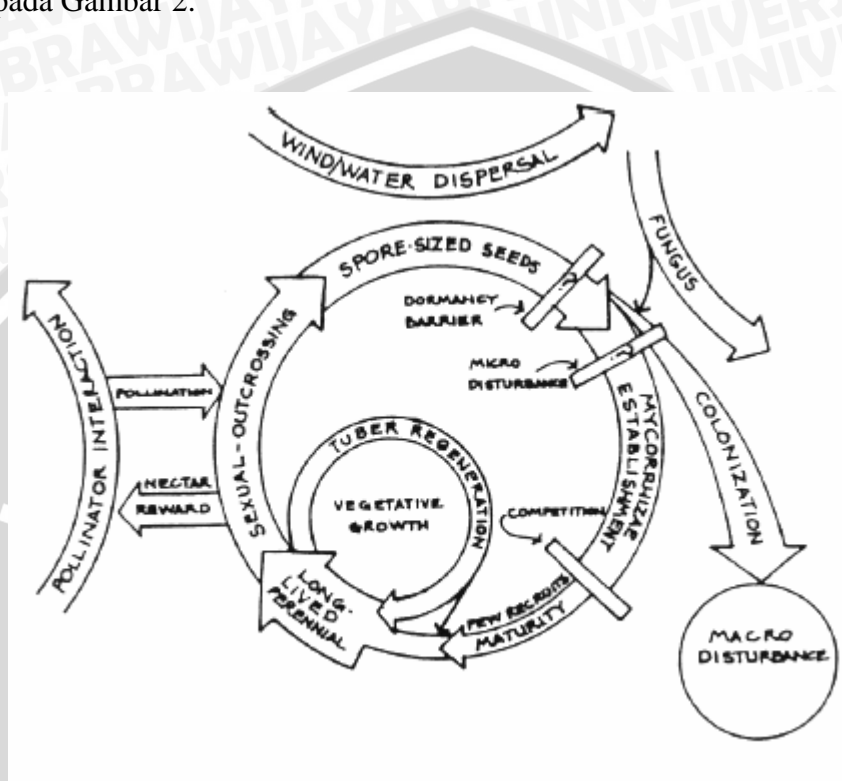 pada Gambar 2.
WIND/WATER DISPERSAL
SPORE-SIZED SEEDS
FUNGUS
DORMANCY
BARRIER
MICRO
DISTURBANCE
POLLINATOR INTERACTION
POLLINATION
NECTAR
REWARD
SEXUAL-OUTCROSSING
TUBER REGENERATION
VEGETATIVE
GROWTH
COMPETITION
MYCORRHIZAE
ESTABLISHMENT
COLONIZATION
LONG-
LIVED
PERENNIAL
FEW RECRUITS
MATURITY
MACRO
DISTURBANCE